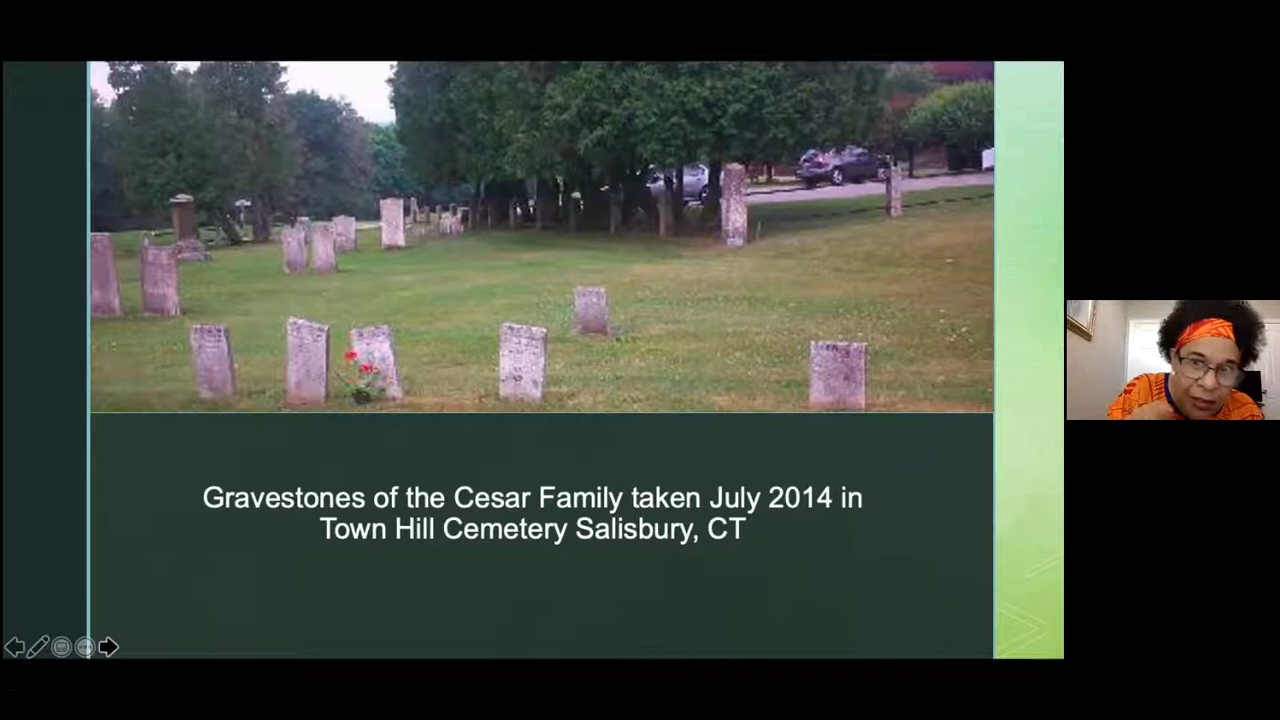 Gravestones of the Cesar Family taken July 2014 in
Town Hill Cemetery Salisbury, CT